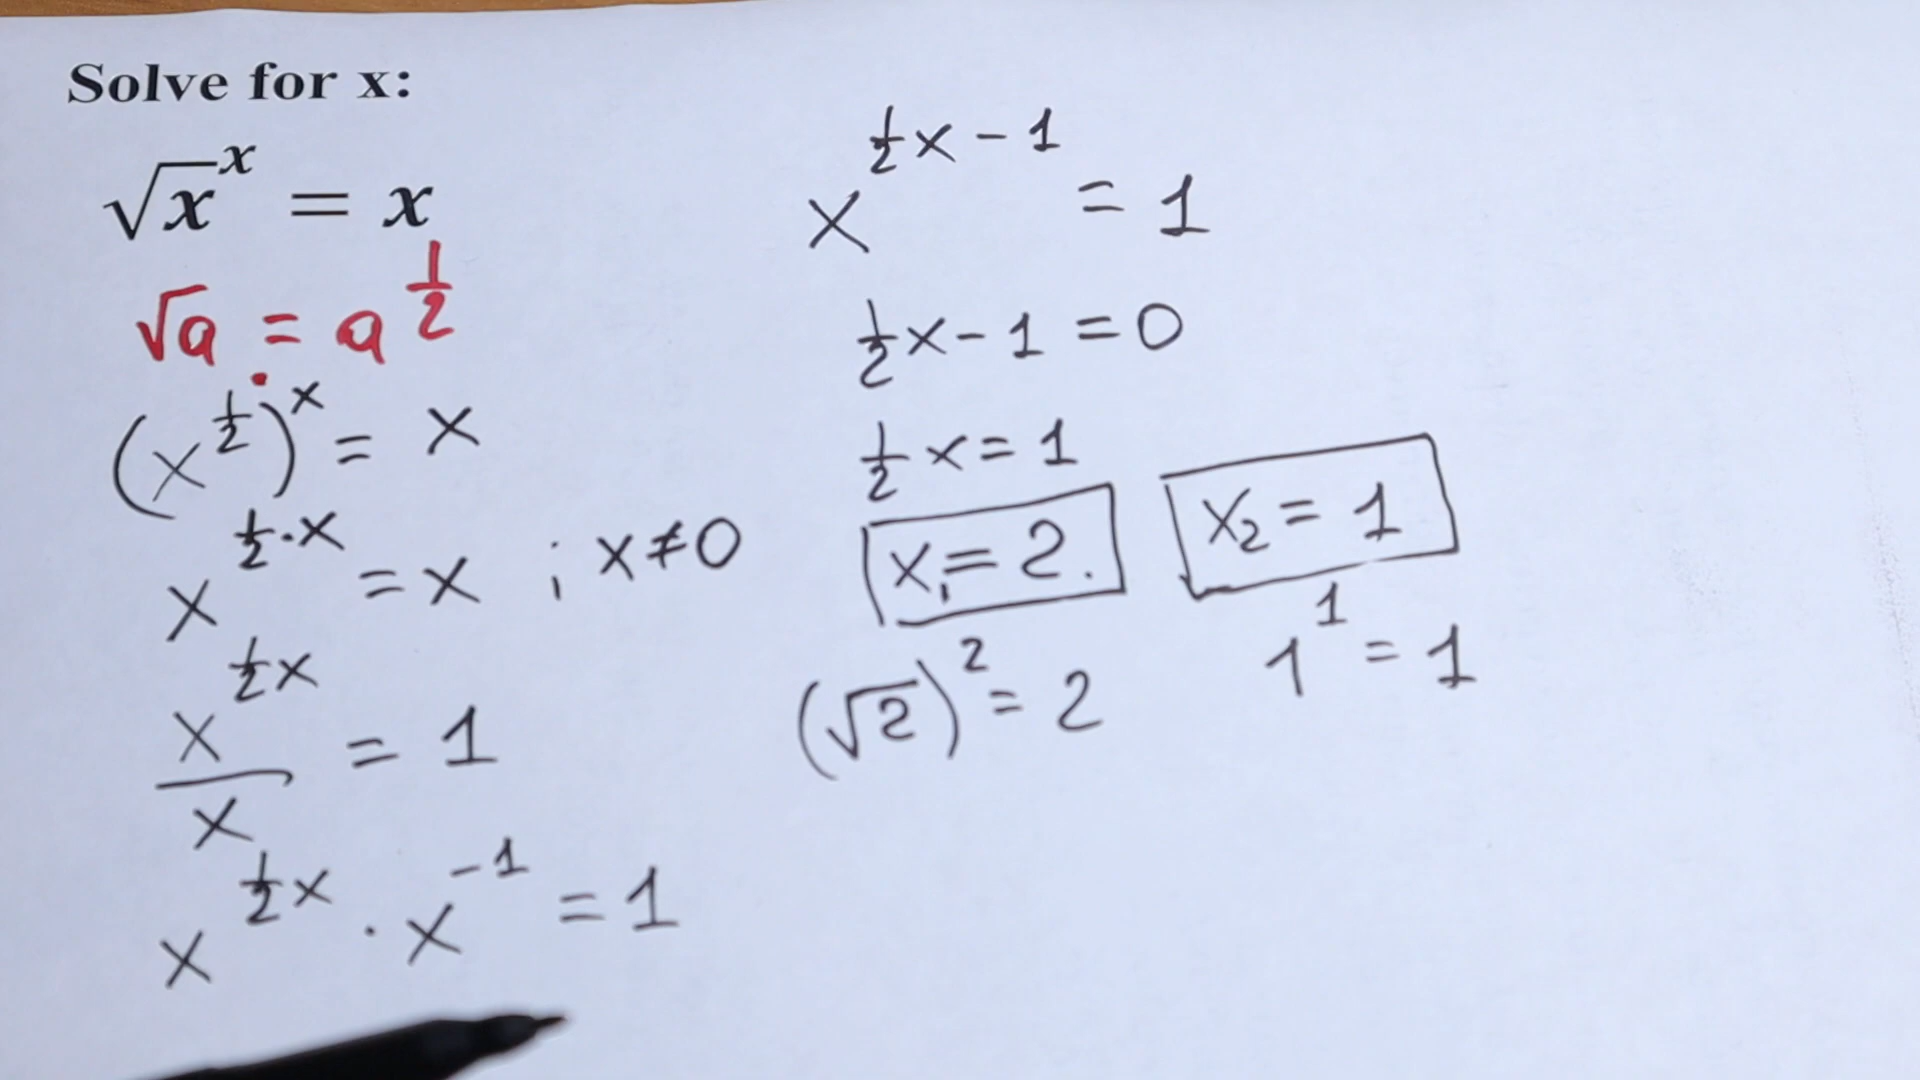 Solve for x:
√x^x = x
√a = a^½
(x^½)^x = x
x^½·x = x ; x≠0
x^½x / x = 1
x^½x · x^-1 = 1
x^½x-1 = 1
½x - 1 = 0
½x = 1
x₁ = 2. x₂ = 1
(√2)² = 2 1^1 = 1